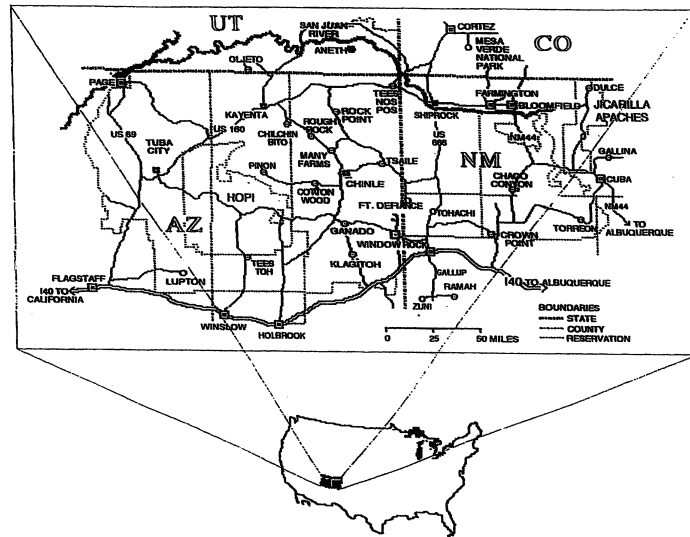 UT
SAN JUAN
RIVER
ANETH
CORTEZ
MESA
VERDE
NATIONAL
PARK
CO
OLJETO
PAGE
KAYENTA
TEES
NOS
POS
FARMINGTON
BLOOMFIELD
SHIPROCK
DULCE
JICARILLA
APACHES
US 89
US 160
CHILCHIN
BITO
ROUGH
ROCK
ROCK
POINT
US
666
NM44
TUBA
CITY
MANY
FARMS
TSAILE
NM
GALLINA
PINON
COTTON
WOOD
CHINLE
CHACO
CANYON
CUBA
HOPI
FT. DEFIANCE
NM44
TO
ALBUQUERQUE
AZ
TOHACHI
GANADO
WINDOW ROCK
CROWN
POINT
TORREON
TEES
TOH
KLAGITOH
FLAGSTAFF
LUPTON
GALLUP
I40 TO ALBUQUERQUE
I40 TO
CALIFORNIA
ZUNI
RAMAH
WINSLOW
HOLBROOK
0 25 50 MILES
BOUNDARIES
STATE
COUNTY
RESERVATION